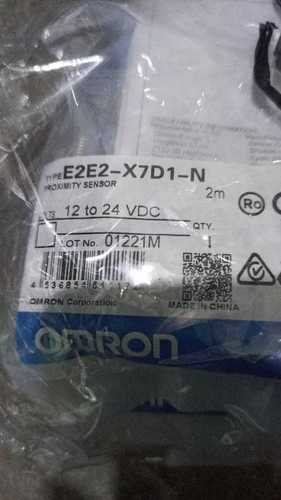 TYPE E2E2-X7D1-N
PROXIMITY SENSOR
2m
12 to 24 VDC
QTY.
LOT No. 01221M
1
OMRON Corporation
MADE IN CHINA
OMRON